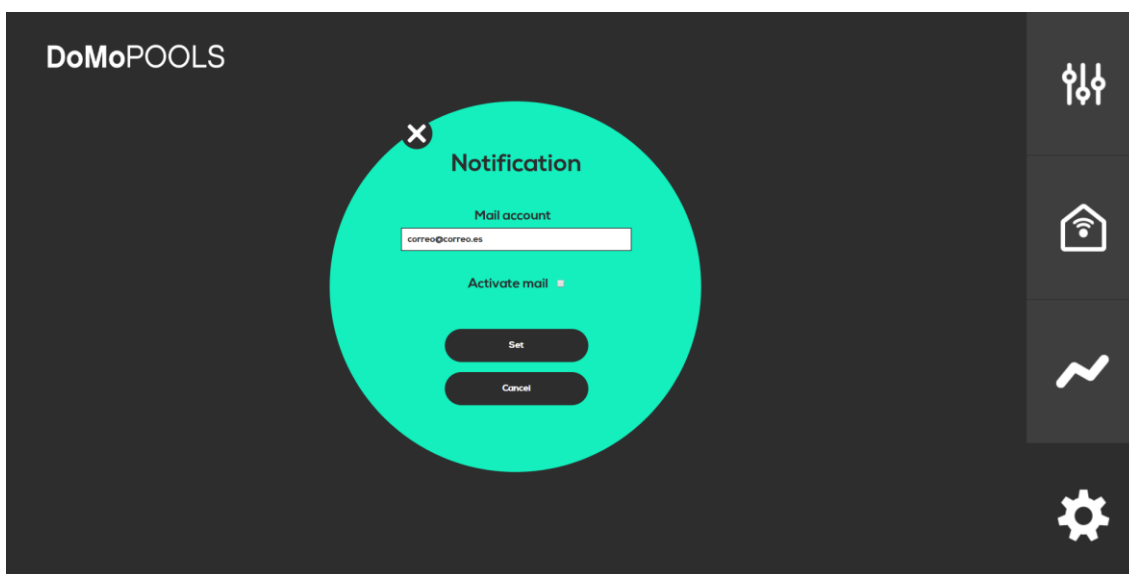 DoMoPOOLS
Notification
Mail account
correo@correo.es
Activate mail
Set
Cancel